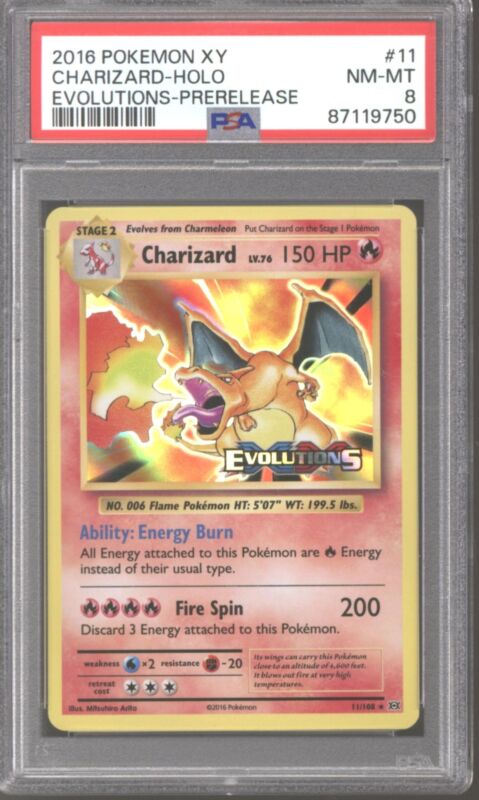 2016 POKEMON XY #11
CHARIZARD-HOLO NM-MT
EVOLUTIONS-PRERELEASE 8
PSA 87119750
STAGE 2 Evolves from Charmeleon Put Charizard on the Stage 1 Pokémon
Charizard LV.76 150 HP
EVOLUTIONS
NO. 006 Flame Pokémon HT: 5'07" WT: 199.5 lbs.
Ability: Energy Burn
All Energy attached to this Pokémon are Energy
instead of their usual type.
Fire Spin 200
Discard 3 Energy attached to this Pokémon.
weakness ×2 resistance -20
retreat
cost
Its wings can carry this Pokémon
close to an altitude of 4,600 feet.
It blows out fire at very high
temperatures.
Illus. Mitsuhiro Arita ©2016 Pokémon 11/108 ★
PSA